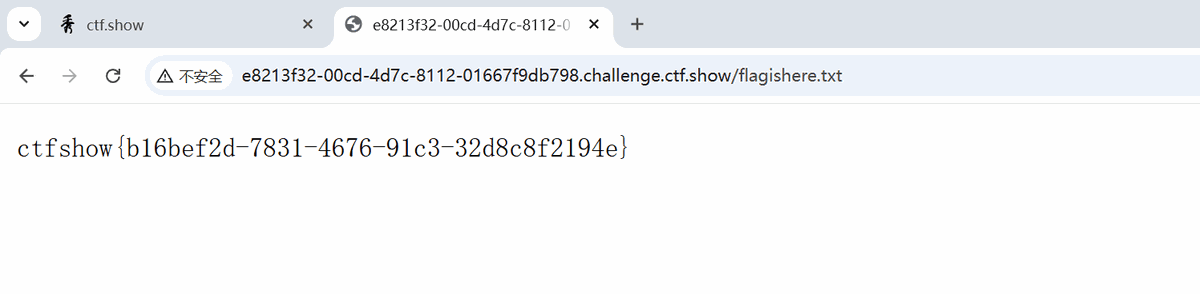 ctf.show
e8213f32-00cd-4d7c-8112-0
不安全 e8213f32-00cd-4d7c-8112-01667f9db798.challenge.ctf.show/flagishere.txt
ctfshow{b16bef2d-7831-4676-91c3-32d8c8f2194e}